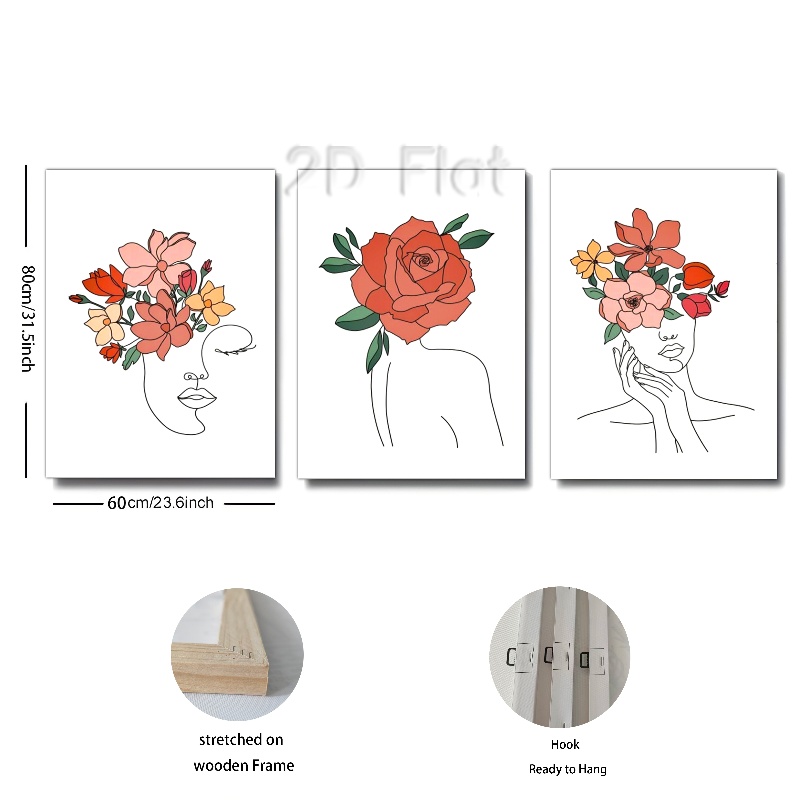 2D Flat
80cm/31.5inch
60cm/23.6inch
stretched on
wooden Frame
Hook
Ready to Hang